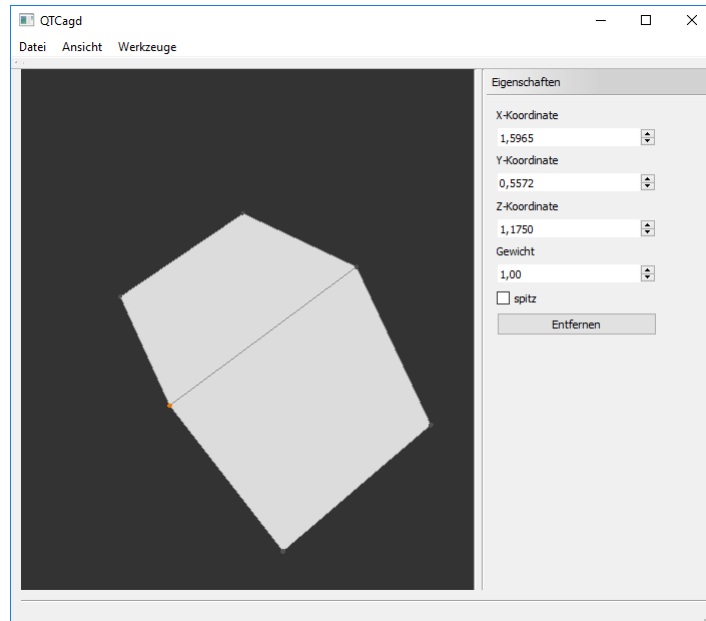 QTCagd
Datei Ansicht Werkzeuge
Eigenschaften
X-Koordinate
1,5965
Y-Koordinate
0,5572
Z-Koordinate
1,1750
Gewicht
1,00
spitz
Entfernen